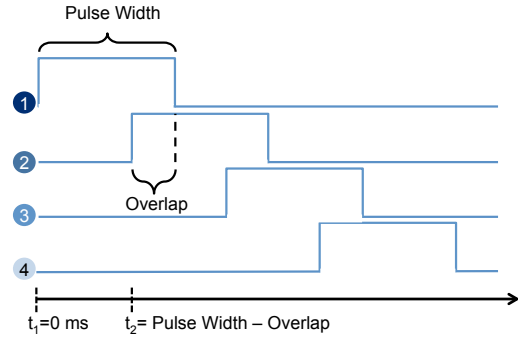 Pulse Width
1
2
Overlap
3
4
t₁=0 ms
t₂= Pulse Width – Overlap